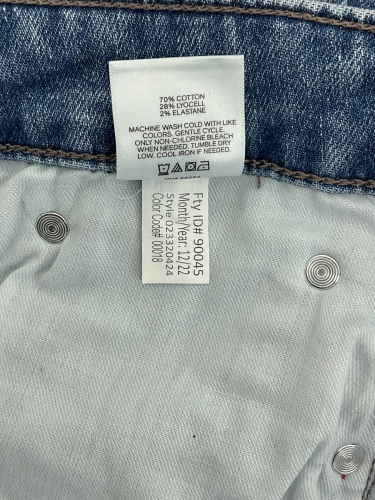 70% COTTON
28% LYOCELL
2% ELASTANE
MACHINE WASH COLD WITH LIKE
COLORS. GENTLE CYCLE.
ONLY NON-CHLORINE BLEACH
WHEN NEEDED. TUMBLE DRY
LOW. COOL IRON IF NEEDED.
Fty ID# 90045
Month/Year: 12/22
Style 023320424
Color Code# 00018